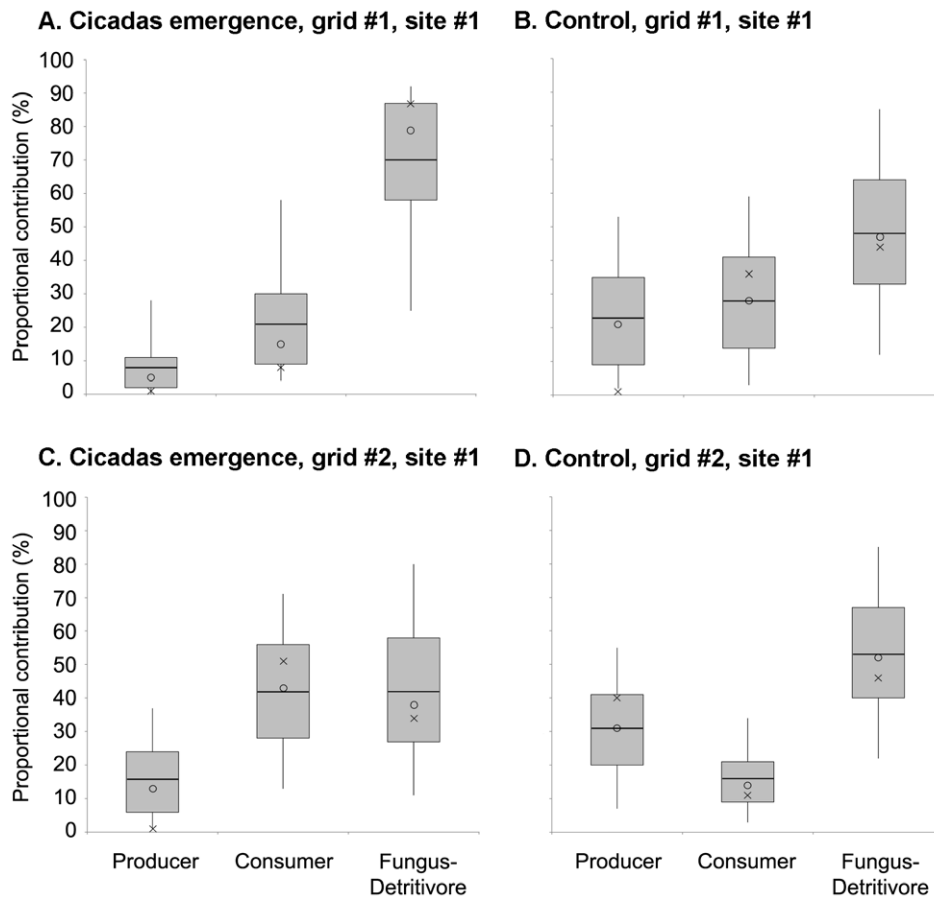 A. Cicadas emergence, grid #1, site #1
B. Control, grid #1, site #1
Proportional contribution (%)
100
90
80
70
60
50
40
30
20
10
0
C. Cicadas emergence, grid #2, site #1
D. Control, grid #2, site #1
Proportional contribution (%)
100
90
80
70
60
50
40
30
20
10
0
Producer
Consumer
Fungus-
Detritivore
Producer
Consumer
Fungus-
Detritivore